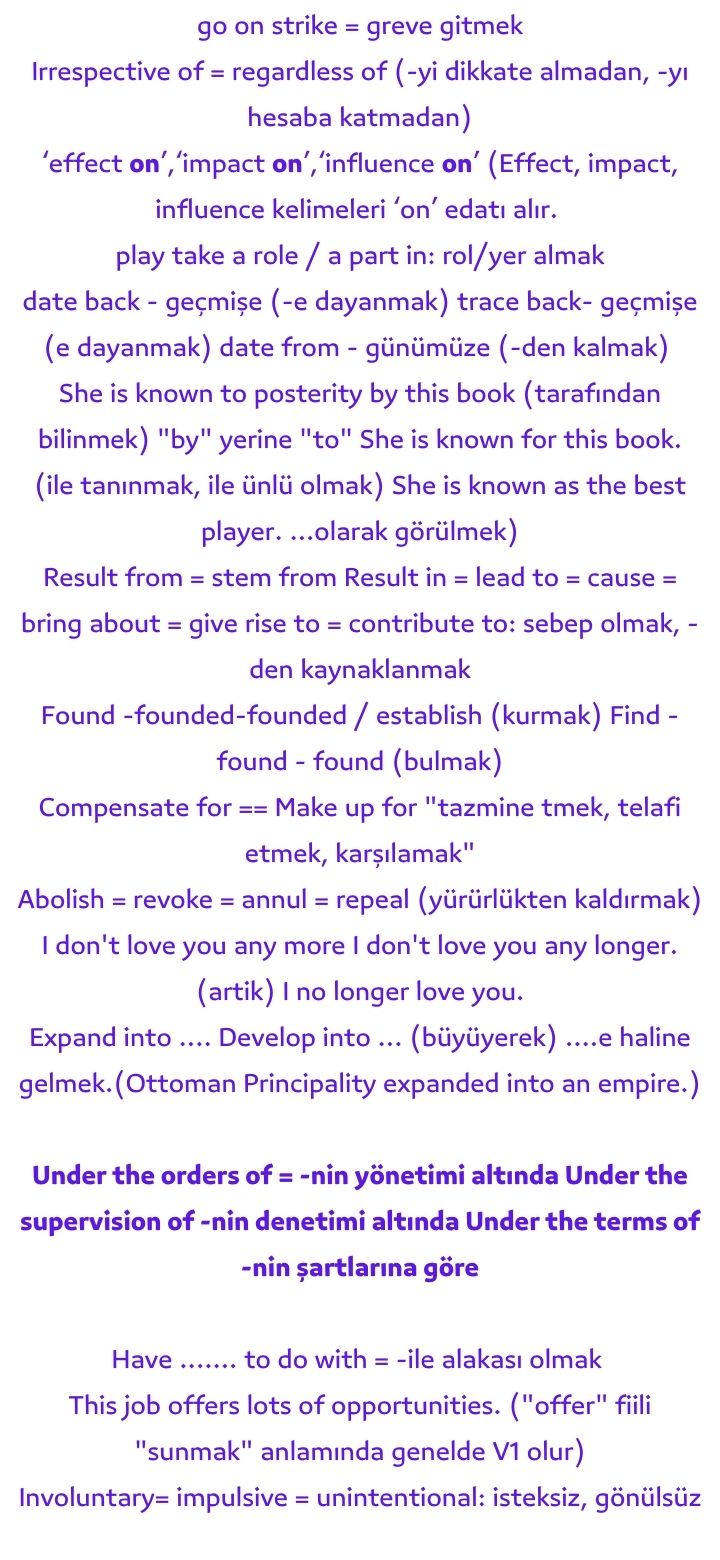 go on strike = greve gitmek
Irrespective of = regardless of (-yi dikkate almadan, -yı
hesaba katmadan)
‘effect on’,‘impact on’,‘influence on’ (Effect, impact,
influence kelimeleri ‘on’ edatı alır.
play take a role / a part in: rol/yer almak
date back - geçmişe (-e dayanmak) trace back- geçmişe
(e dayanmak) date from - günümüze (-den kalmak)
She is known to posterity by this book (tarafından
bilinmek) "by" yerine "to" She is known for this book.
(ile tanınmak, ile ünlü olmak) She is known as the best
player. ...olarak görülmek)
Result from = stem from Result in = lead to = cause =
bring about = give rise to = contribute to: sebep olmak, -
den kaynaklanmak
Found -founded-founded / establish (kurmak) Find -
found - found (bulmak)
Compensate for == Make up for "tazmine tmek, telafi
etmek, karşılamak"
Abolish = revoke = annul = repeal (yürürlükten kaldırmak)
I don't love you any more I don't love you any longer.
(artik) I no longer love you.
Expand into .... Develop into ... (büyüyerek) ....e haline
gelmek.(Ottoman Principality expanded into an empire.)
Under the orders of = -nin yönetimi altında Under the
supervision of -nin denetimi altında Under the terms of
-nin şartlarına göre
Have ....... to do with = -ile alakası olmak
This job offers lots of opportunities. ("offer" fiili
"sunmak" anlamında genelde V1 olur)
Involuntary= impulsive = unintentional: isteksiz, gönülsüz